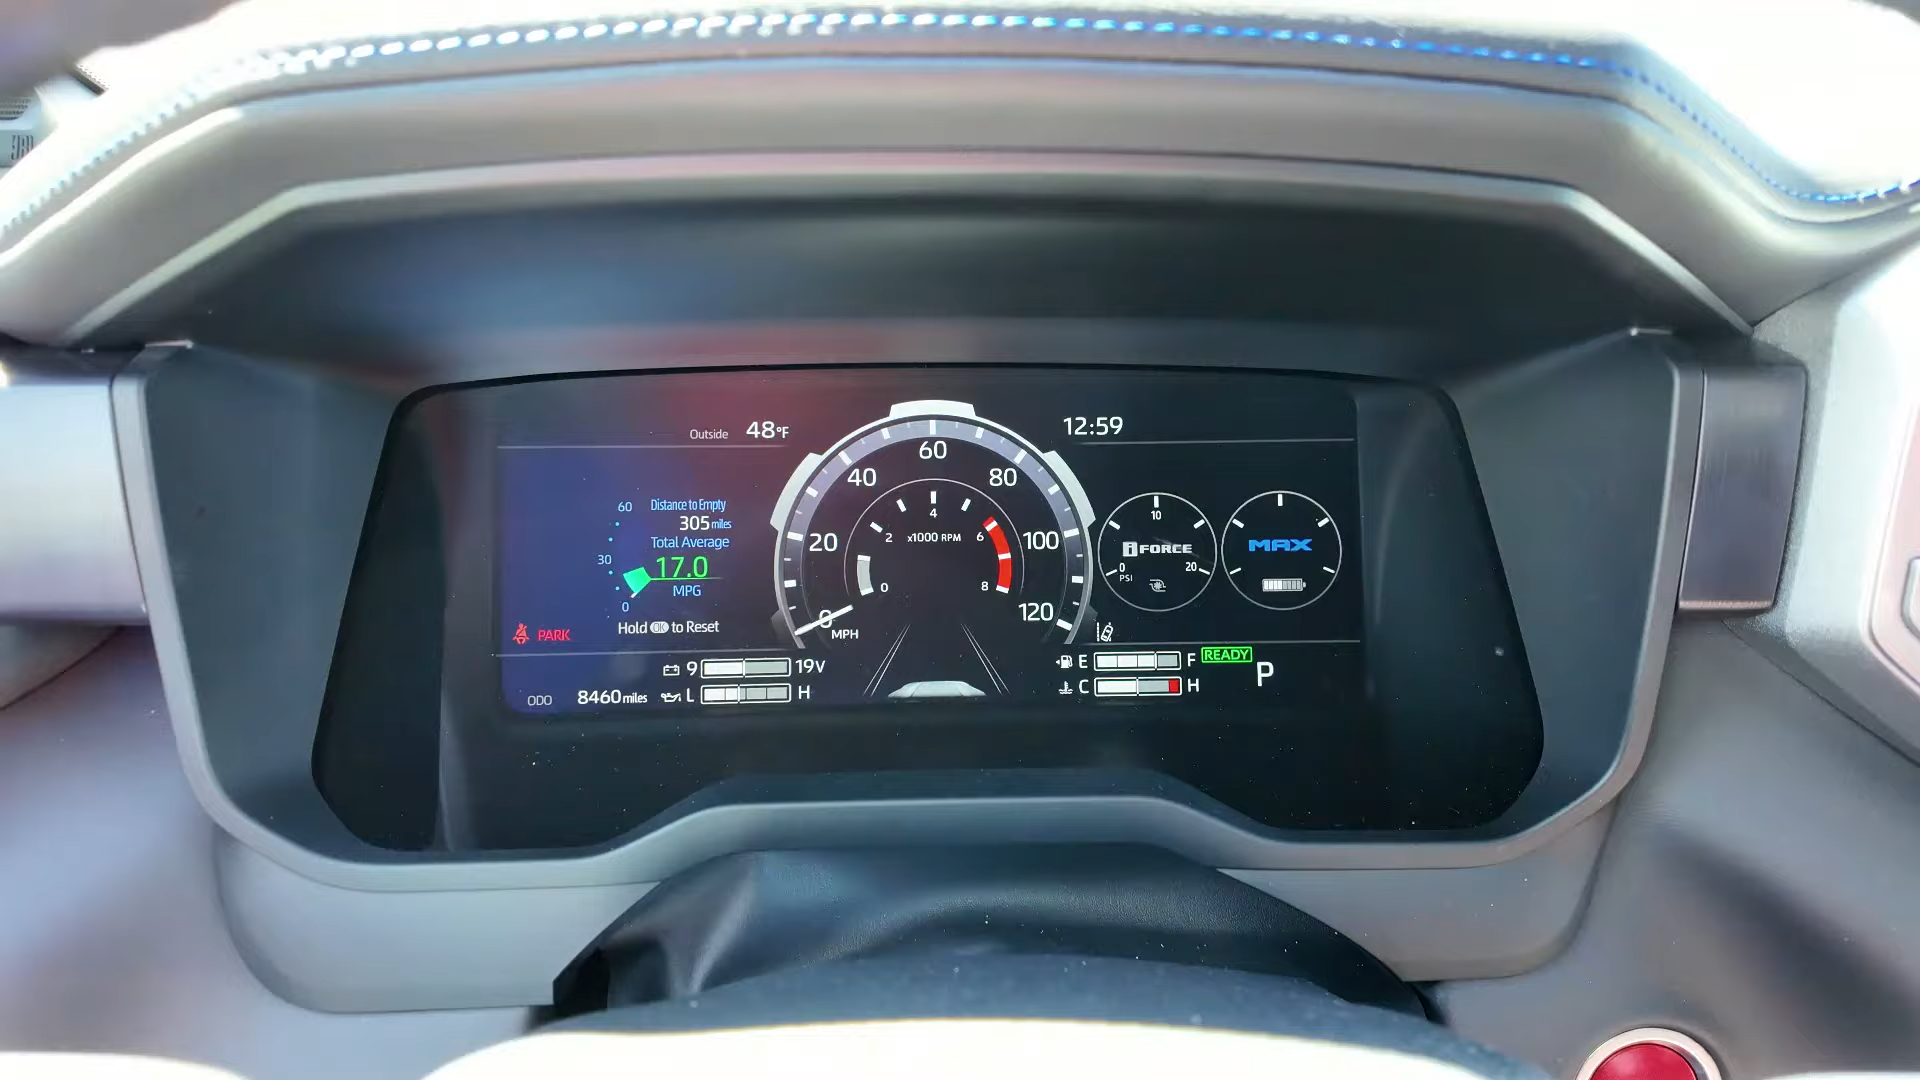 JBL
Outside 48°F
12:59
60
40
80
20
100
0
120
MPH
4
2
x1000 RPM
6
0
8
60
Distance to Empty
305 miles
Total Average
30
17.0
MPG
0
Hold OK to Reset
PARK
10
iFORCE
0
20
PSI
MAX
9 19V
ODO 8460 miles
L H
E F READY
C H
P